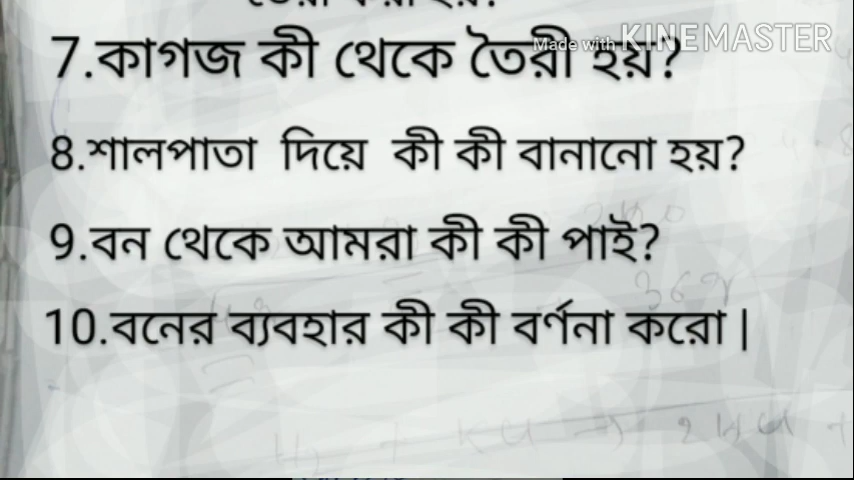 7.কাগজ কী থেকে তৈরী হয়?
Made with KINEMASTER
8.শালপাতা দিয়ে কী কী বানানো হয়?
9.বন থেকে আমরা কী কী পাই?
10.বনের ব্যবহার কী কী বর্ণনা করো |